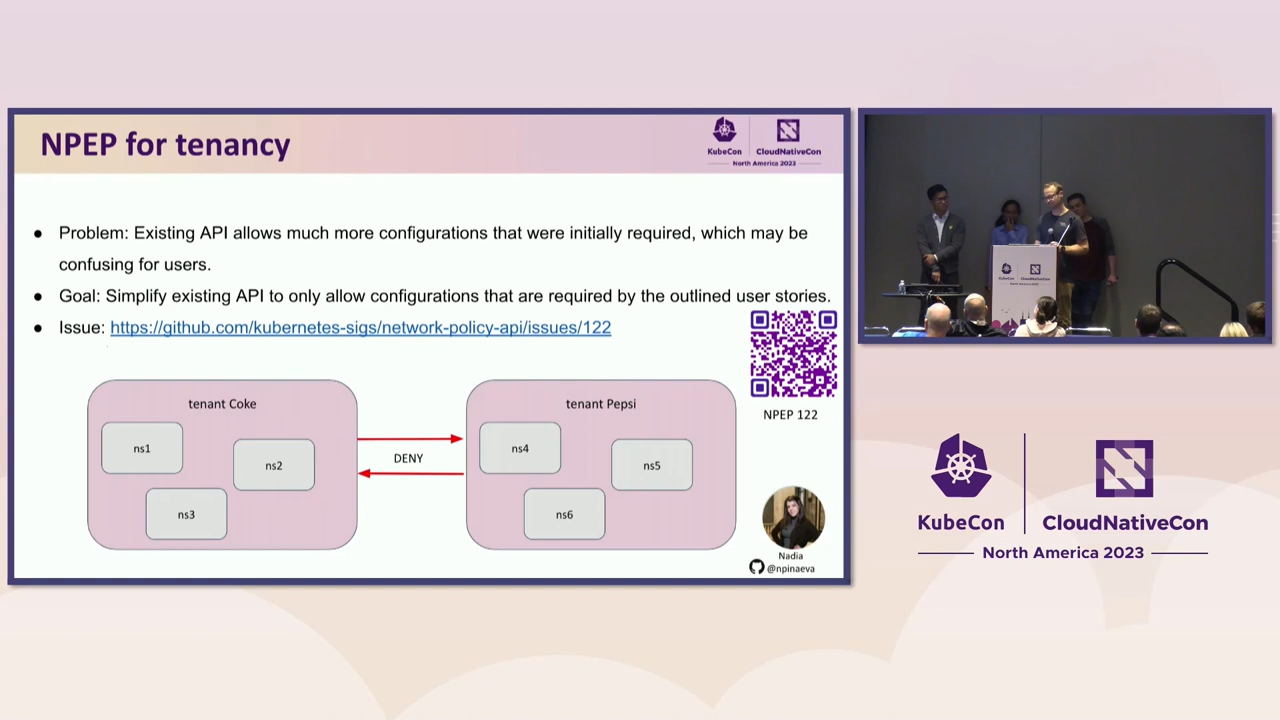 NPEP for tenancy
KubeCon
CloudNativeCon
North America 2023
● Problem: Existing API allows much more configurations that were initially required, which may be
confusing for users.
● Goal: Simplify existing API to only allow configurations that are required by the outlined user stories.
● Issue: https://github.com/kubernetes-sigs/network-policy-api/issues/122
NPEP 122
tenant Coke
ns1
ns2
ns3
DENY
tenant Pepsi
ns4
ns5
ns6
Nadia
@npinaeva
KubeCon
CloudNativeCon
North America 2023